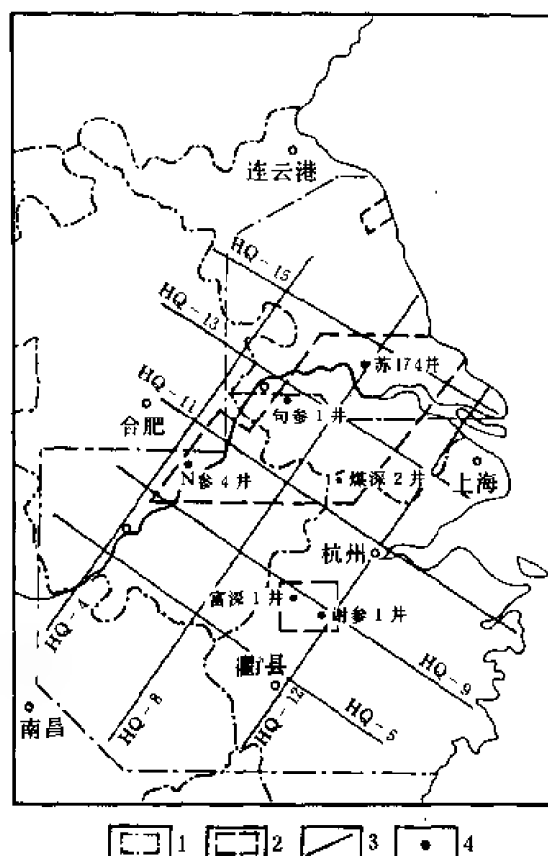 连云港
HQ-15
HQ-13
HQ-11
苏174井
合肥
句参1井
N参4井
煤深2井
上海
杭州
富深1井
谢参1井
HQ-4
衢县
HQ-9
南昌
HQ-8
HQ-12
HQ-5
1 2 3 4